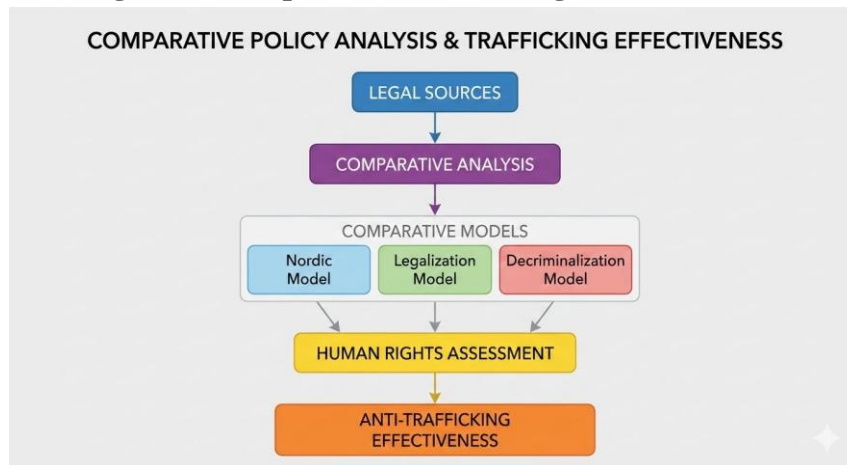 COMPARATIVE POLICY ANALYSIS & TRAFFICKING EFFECTIVENESS
LEGAL SOURCES
COMPARATIVE ANALYSIS
COMPARATIVE MODELS
Nordic
Model
Legalization
Model
Decriminalization
Model
HUMAN RIGHTS ASSESSMENT
ANTI-TRAFFICKING
EFFECTIVENESS